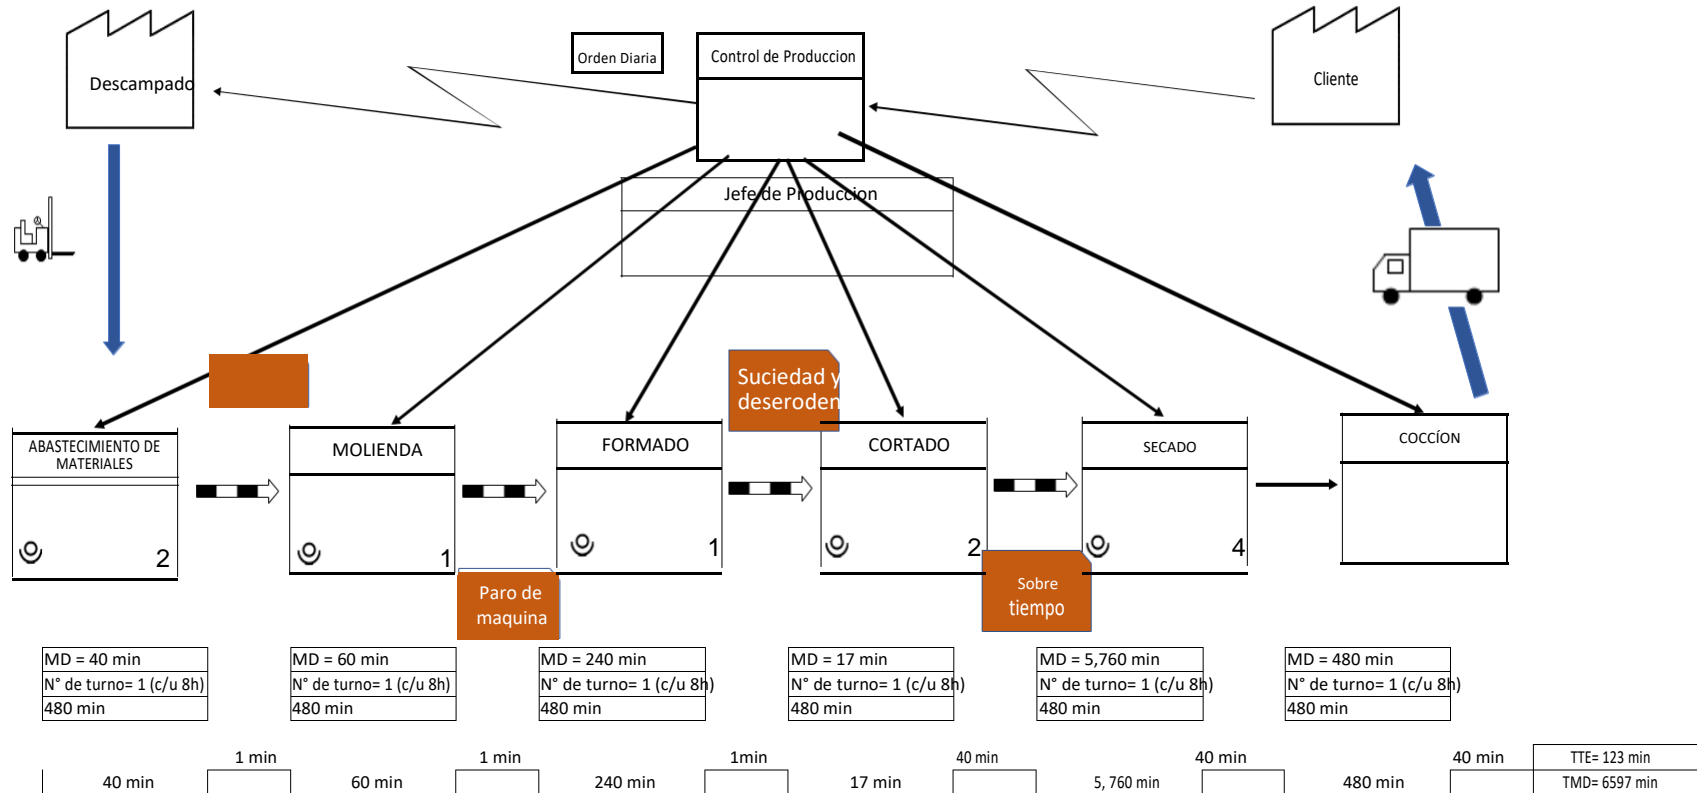 Orden Diaria
Control de Produccion
Descampado
Cliente
Jefe de Produccion
Suciedad y
deseroden
ABASTECIMIENTO DE
MATERIALES
MOLIENDA
FORMADO
CORTADO
SECADO
COCCÍON
2
1
1
2
4
Paro de
maquina
Sobre
tiempo
MD = 40 min
N° de turno= 1 (c/u 8h)
480 min
MD = 60 min
N° de turno= 1 (c/u 8h)
480 min
MD = 240 min
N° de turno= 1 (c/u 8h)
480 min
MD = 17 min
N° de turno= 1 (c/u 8h)
480 min
MD = 5,760 min
N° de turno= 1 (c/u 8h)
480 min
MD = 480 min
N° de turno= 1 (c/u 8h)
480 min
1 min
1 min
1min
40 min
40 min
40 min
TTE= 123 min
40 min
60 min
240 min
17 min
5, 760 min
480 min
TMD= 6597 min